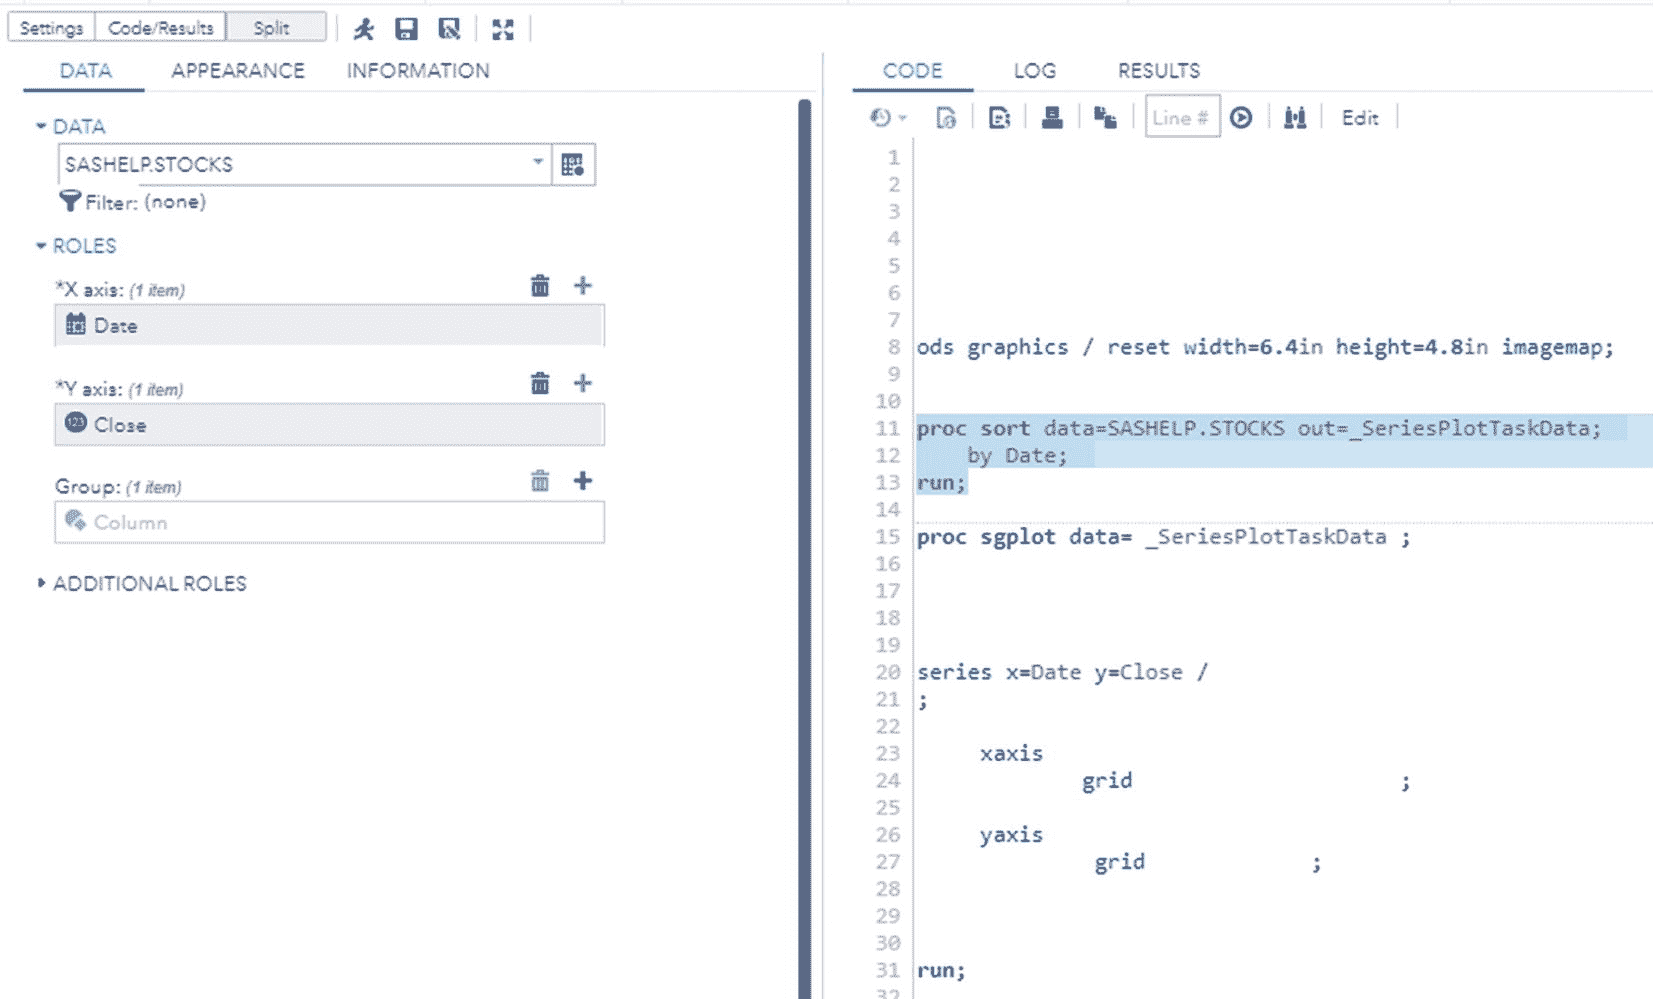 Settings Code/Results Split
DATA APPEARANCE INFORMATION
DATA
SASHELP.STOCKS
Filter: (none)
ROLES
*X axis: (1 item)
Date
*Y axis: (1 item)
123 Close
Group: (1 item)
Column
ADDITIONAL ROLES
CODE LOG RESULTS
Line # Edit
1
2
3
4
5
6
7
8 ods graphics / reset width=6.4in height=4.8in imagemap;
9
10
11 proc sort data=SASHELP.STOCKS out=_SeriesPlotTaskData;
12 by Date;
13 run;
14
15 proc sgplot data= _SeriesPlotTaskData ;
16
17
18
19
20 series x=Date y=Close /
21 ;
22
23 xaxis
24 grid ;
25
26 yaxis
27 grid ;
28
29
30
31 run;
32